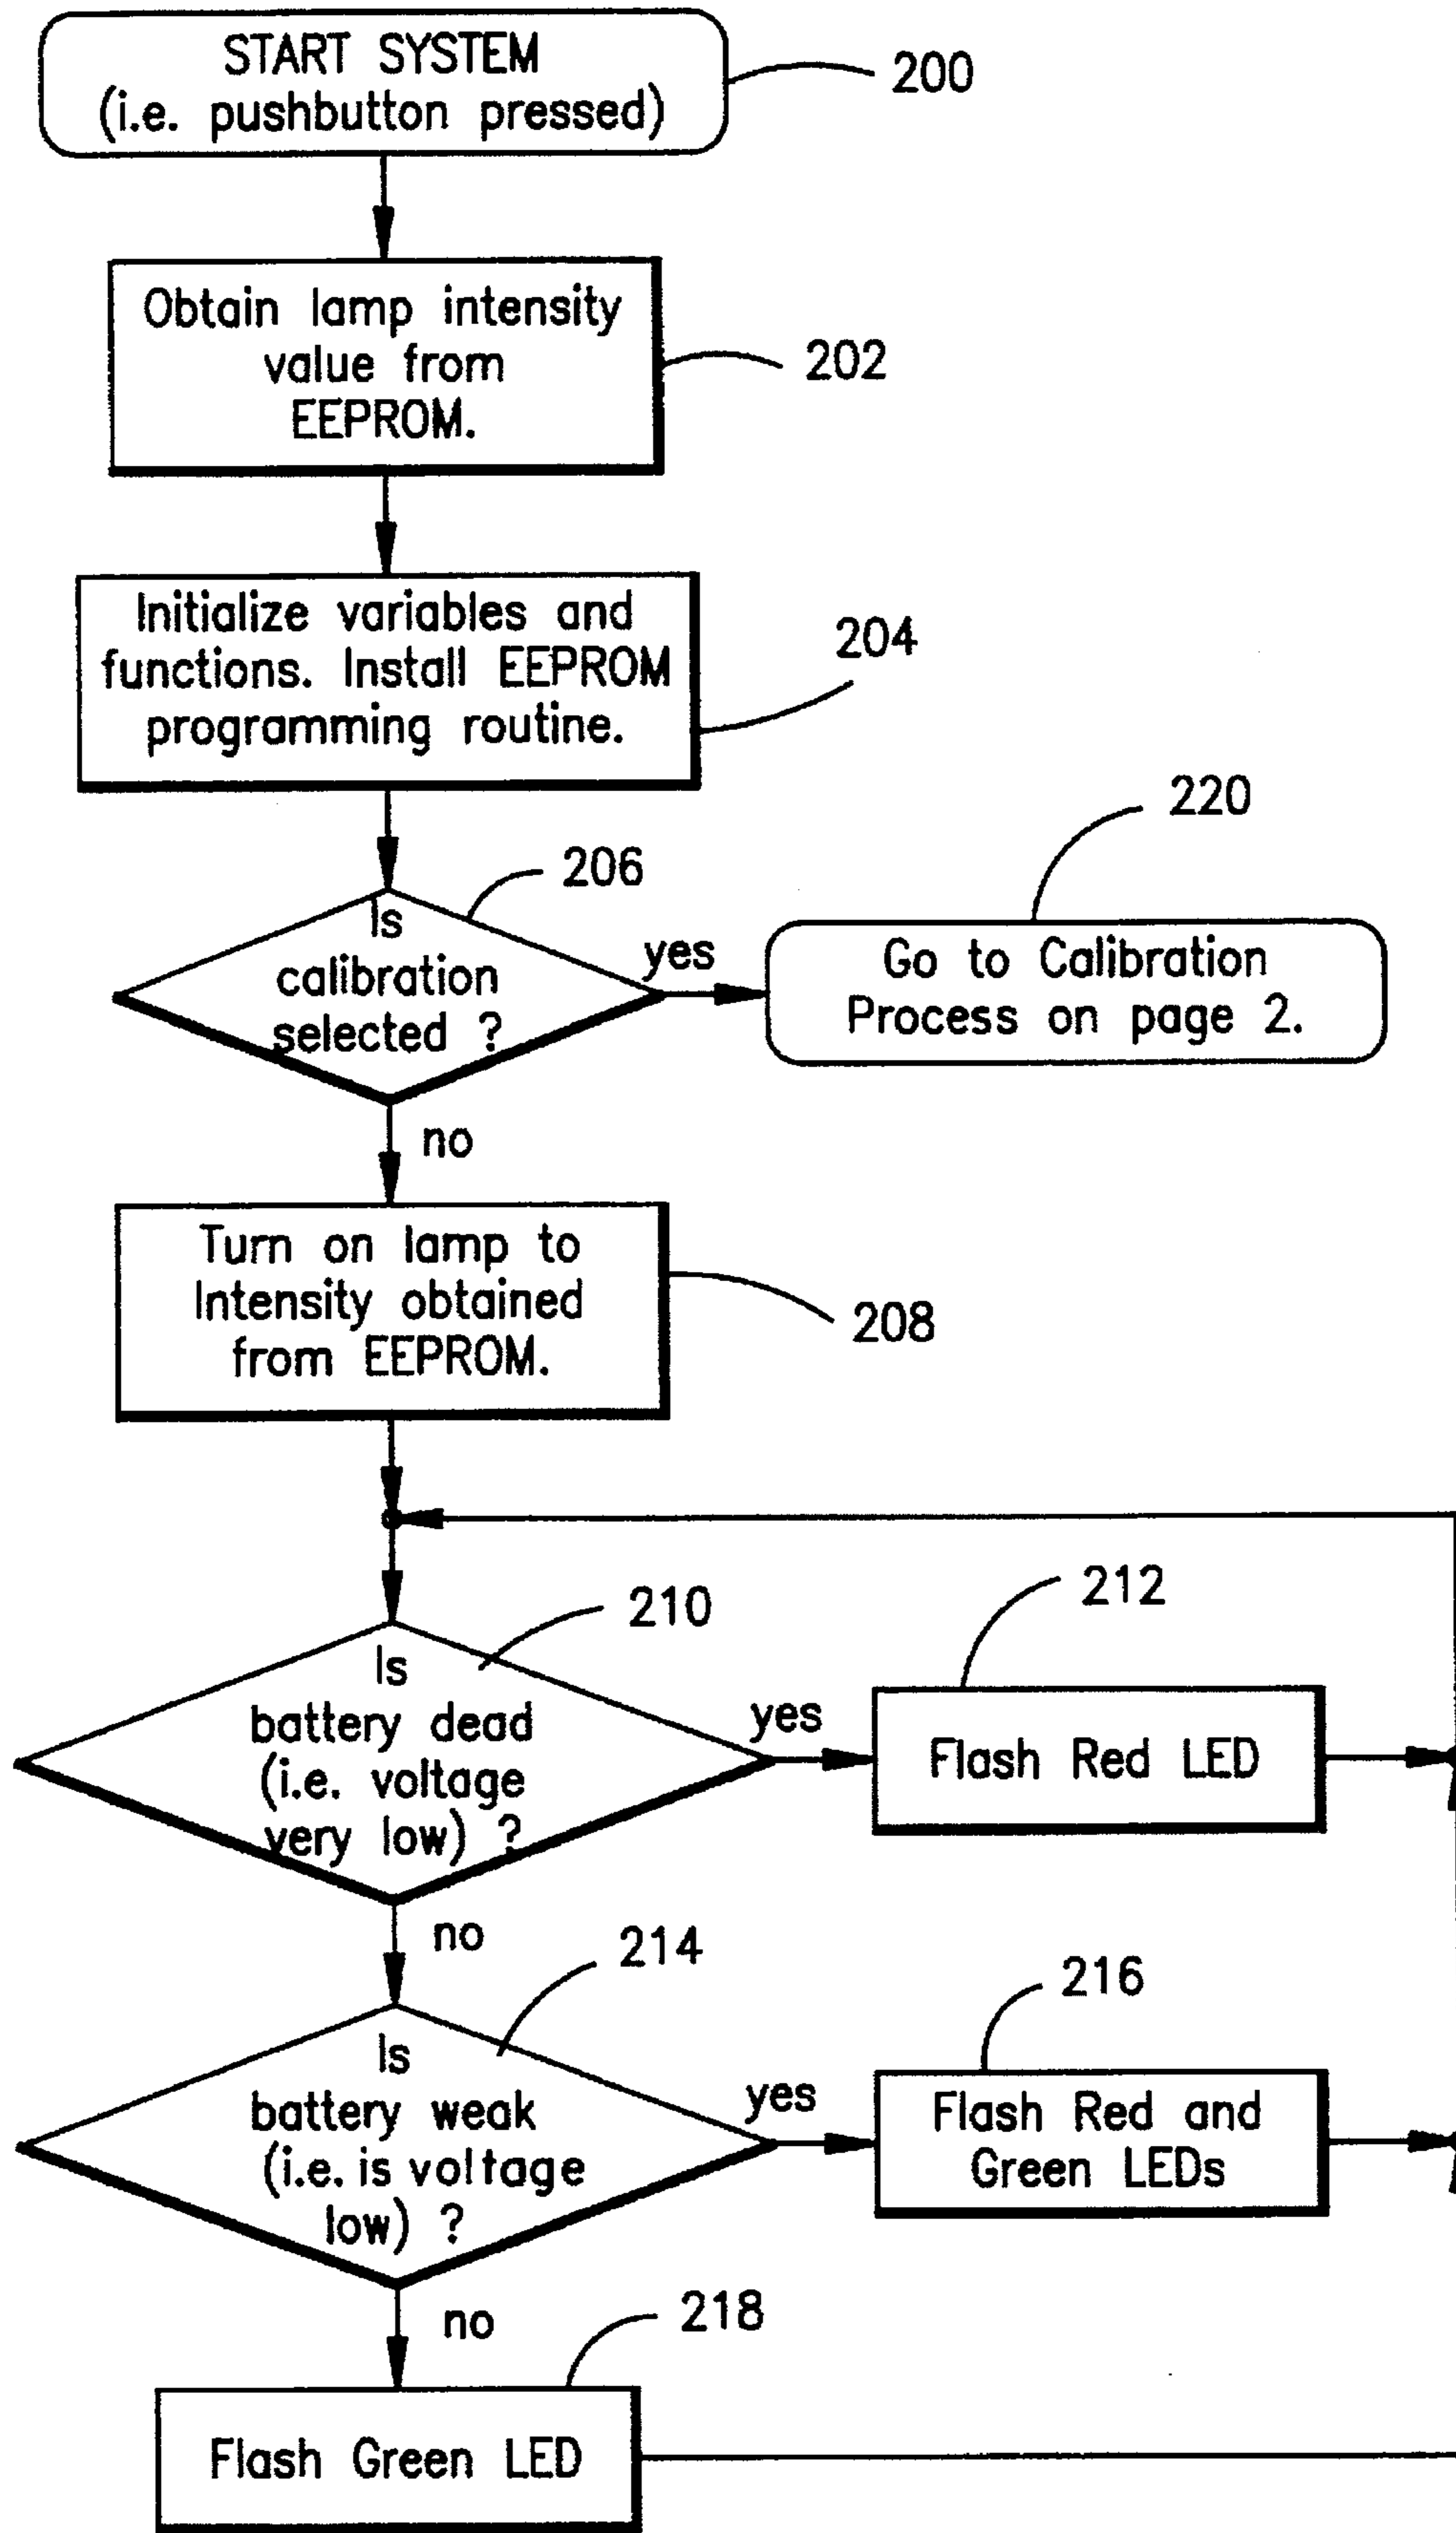 START SYSTEM
(i.e. pushbutton pressed)
200
Obtain lamp intensity
value from
EEPROM.
202
Initialize variables and
functions. Install EEPROM
programming routine.
204
206
Is
calibration
selected ?
yes
220
Go to Calibration
Process on page 2.
no
Turn on lamp to
Intensity obtained
from EEPROM.
208
210
Is
battery dead
(i.e. voltage
very low) ?
yes
212
Flash Red LED
no
214
Is
battery weak
(i.e. is voltage
low) ?
yes
216
Flash Red and
Green LEDs
no
218
Flash Green LED